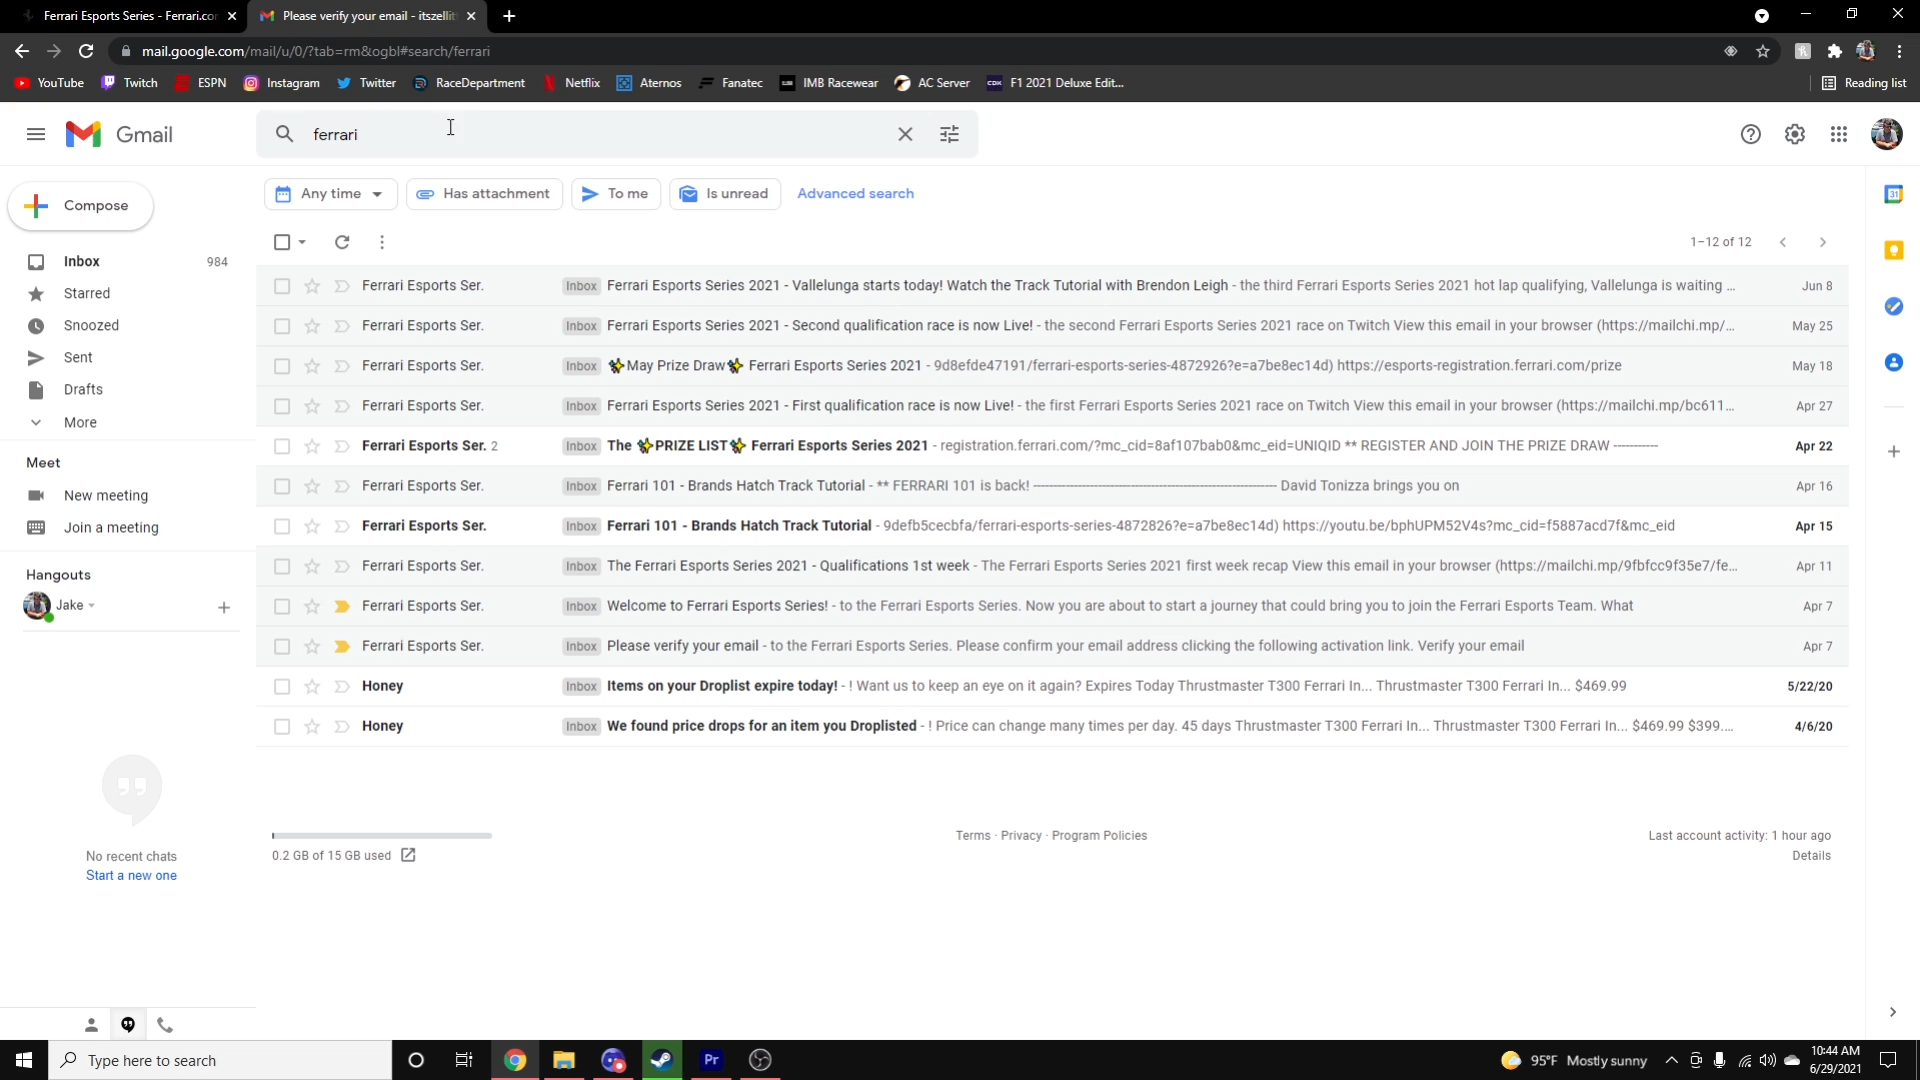 Ferrari Esports Series - Ferrari.co
Please verify your email - itszellit
mail.google.com/mail/u/0/?tab=rm&ogbl#search/ferrari
YouTube Twitch ESPN Instagram Twitter RaceDepartment Netflix Aternos Fanatec IMB Racewear AC Server F1 2021 Deluxe Edit... Reading list
Gmail
ferrari
Compose
Any time Has attachment To me Is unread Advanced search
1–12 of 12
Inbox 984
Starred
Snoozed
Sent
Drafts
More
Meet
New meeting
Join a meeting
Hangouts
Jake
No recent chats
Start a new one
Ferrari Esports Ser. Inbox Ferrari Esports Series 2021 - Vallelunga starts today! Watch the Track Tutorial with Brendon Leigh - the third Ferrari Esports Series 2021 hot lap qualifying, Vallelunga is waiting ... Jun 8
Ferrari Esports Ser. Inbox Ferrari Esports Series 2021 - Second qualification race is now Live! - the second Ferrari Esports Series 2021 race on Twitch View this email in your browser (https://mailchi.mp/... May 25
Ferrari Esports Ser. Inbox ✨May Prize Draw✨ Ferrari Esports Series 2021 - 9d8efde47191/ferrari-esports-series-4872926?e=a7be8ec14d) https://esports-registration.ferrari.com/prize May 18
Ferrari Esports Ser. Inbox Ferrari Esports Series 2021 - First qualification race is now Live! - the first Ferrari Esports Series 2021 race on Twitch View this email in your browser (https://mailchi.mp/bc611... Apr 27
Ferrari Esports Ser. 2 Inbox The ✨PRIZE LIST✨ Ferrari Esports Series 2021 - registration.ferrari.com/?mc_cid=8af107bab0&mc_eid=UNIQID ** REGISTER AND JOIN THE PRIZE DRAW ----------- Apr 22
Ferrari Esports Ser. Inbox Ferrari 101 - Brands Hatch Track Tutorial - ** FERRARI 101 is back! ------------------------------------------------------------ David Tonizza brings you on Apr 16
Ferrari Esports Ser. Inbox Ferrari 101 - Brands Hatch Track Tutorial - 9defb5cecbfa/ferrari-esports-series-4872826?e=a7be8ec14d) https://youtu.be/bphUPM52V4s?mc_cid=f5887acd7f&mc_eid Apr 15
Ferrari Esports Ser. Inbox The Ferrari Esports Series 2021 - Qualifications 1st week - The Ferrari Esports Series 2021 first week recap View this email in your browser (https://mailchi.mp/9fbfcc9f35e7/fe... Apr 11
Ferrari Esports Ser. Inbox Welcome to Ferrari Esports Series! - to the Ferrari Esports Series. Now you are about to start a journey that could bring you to join the Ferrari Esports Team. What Apr 7
Ferrari Esports Ser. Inbox Please verify your email - to the Ferrari Esports Series. Please confirm your email address clicking the following activation link. Verify your email Apr 7
Honey Inbox Items on your Droplist expire today! - ! Want us to keep an eye on it again? Expires Today Thrustmaster T300 Ferrari In... Thrustmaster T300 Ferrari In... $469.99 5/22/20
Honey Inbox We found price drops for an item you Droplisted - ! Price can change many times per day. 45 days Thrustmaster T300 Ferrari In... Thrustmaster T300 Ferrari In... $469.99 $399.... 4/6/20
0.2 GB of 15 GB used
Terms · Privacy · Program Policies
Last account activity: 1 hour ago
Details
31
Type here to search
Pr
95°F Mostly sunny
10:44 AM
6/29/2021